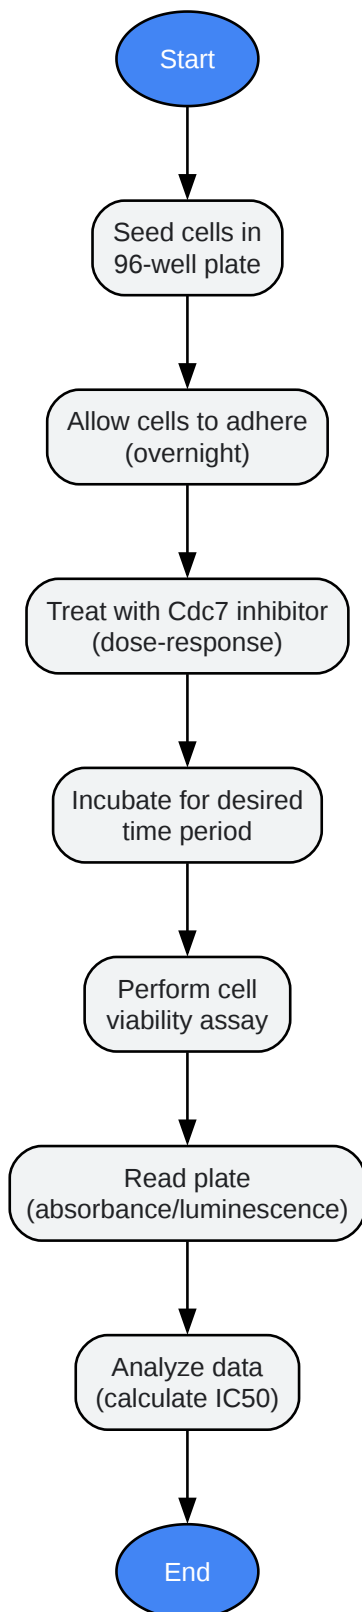 Start
Seed cells in
96-well plate
Allow cells to adhere
(overnight)
Treat with Cdc7 inhibitor
(dose-response)
Incubate for desired
time period
Perform cell
viability assay
Read plate
(absorbance/luminescence)
Analyze data
(calculate IC50)
End